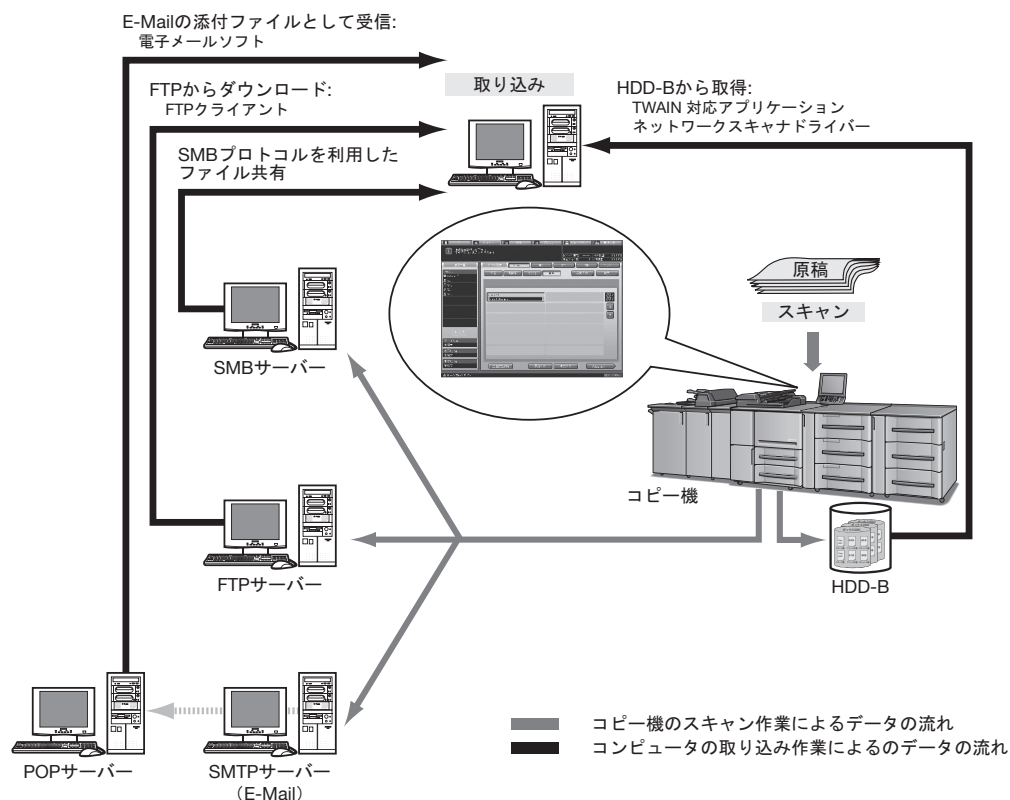 E-Mailの添付ファイルとして受信:
電子メールソフト
FTPからダウンロード:
FTPクライアント
SMBプロトコルを利用した
ファイル共有
取り込み
HDD-Bから取得:
TWAIN 対応アプリケーション
ネットワークスキャナドライバー
原稿
スキャン
SMBサーバー
コピー機
FTPサーバー
HDD-B
POPサーバー
SMTPサーバー
（E-Mail）
コピー機のスキャン作業によるデータの流れ
コンピュータの取り込み作業によるのデータの流れ